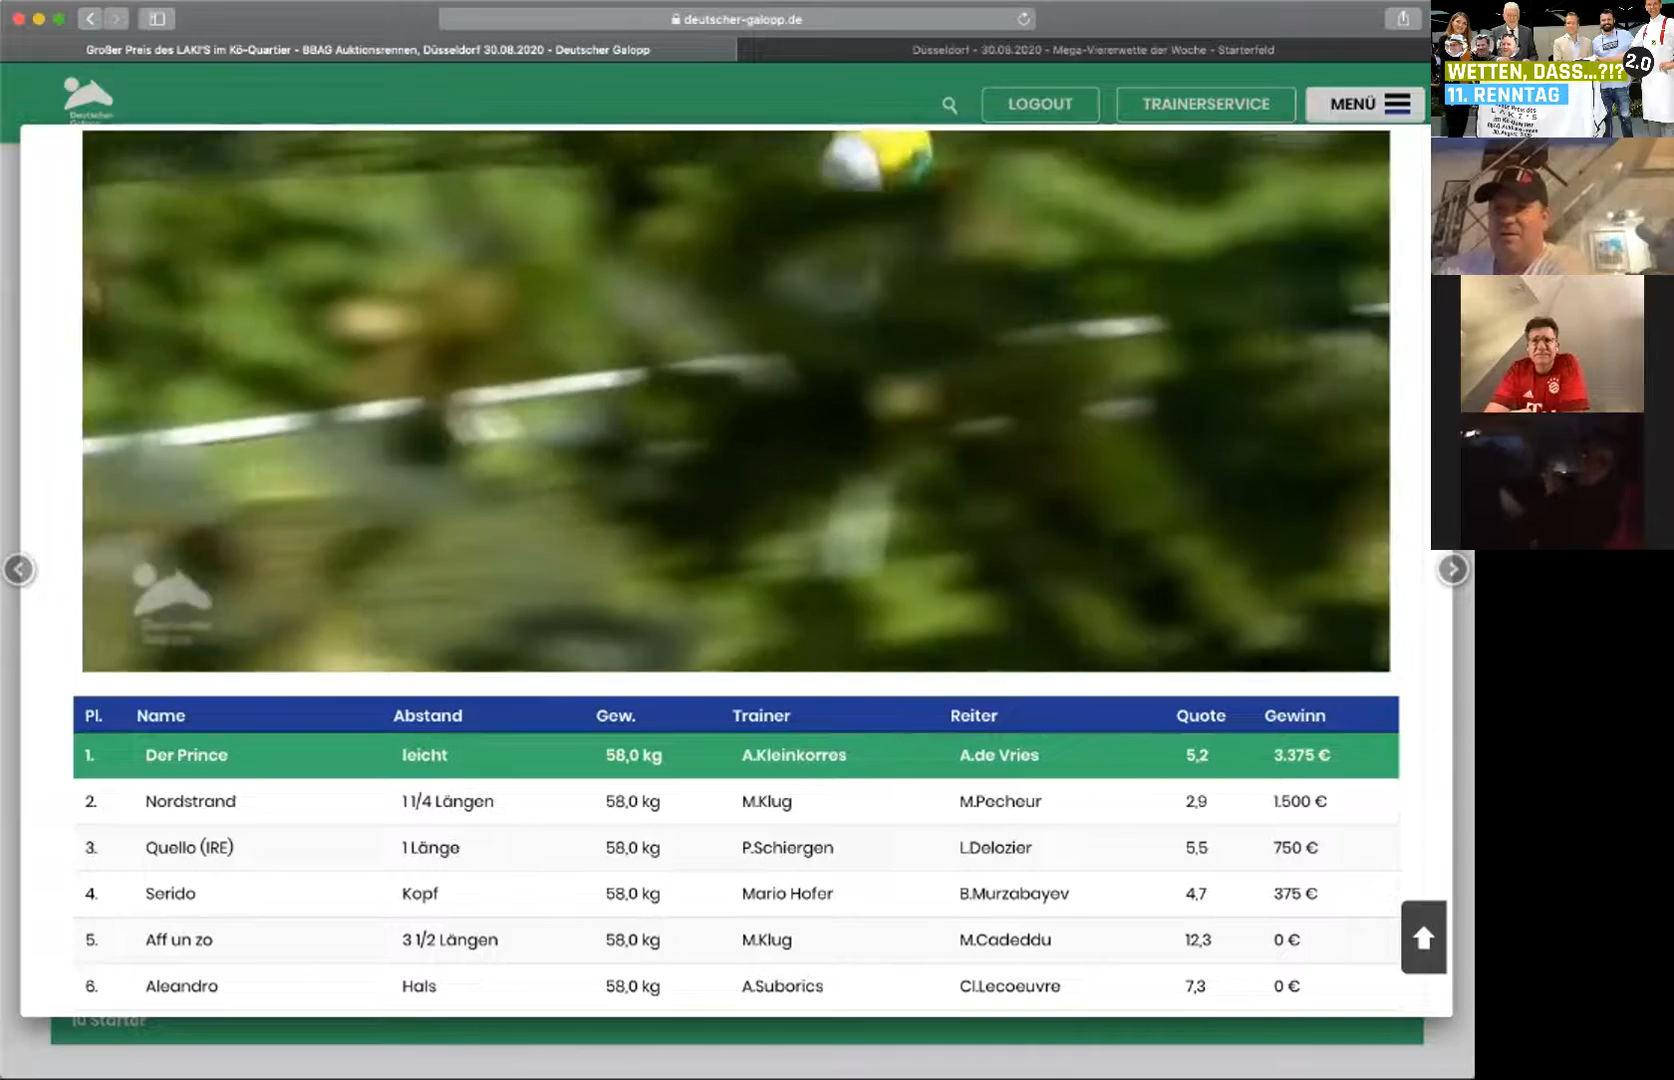 deutscher-galopp.de
Großer Preis des LAKI'S im Kö-Quartier - BBAG Auktionsrennen, Düsseldorf 30.08.2020 - Deutscher Galopp
Düsseldorf - 30.08.2020 - Mega-Viererwette der Woche - Starterfeld
Deutscher
Galopp
LOGOUT
TRAINERSERVICE
MENÜ
WETTEN, DASS...?!?
2.0
11. RENNTAG
Pl. Name Abstand Gew. Trainer Reiter Quote Gewinn
1. Der Prince leicht 58,0 kg A.Kleinkorres A.de Vries 5,2 3.375 €
2. Nordstrand 1 1/4 Längen 58,0 kg M.Klug M.Pecheur 2,9 1.500 €
3. Quello (IRE) 1 Länge 58,0 kg P.Schiergen L.Delozier 5,5 750 €
4. Serido Kopf 58,0 kg Mario Hofer B.Murzabayev 4,7 375 €
5. Aff un zo 3 1/2 Längen 58,0 kg M.Klug M.Cadeddu 12,3 0 €
6. Aleandro Hals 58,0 kg A.Suborics Cl.Lecoeuvre 7,3 0 €
10 Starter